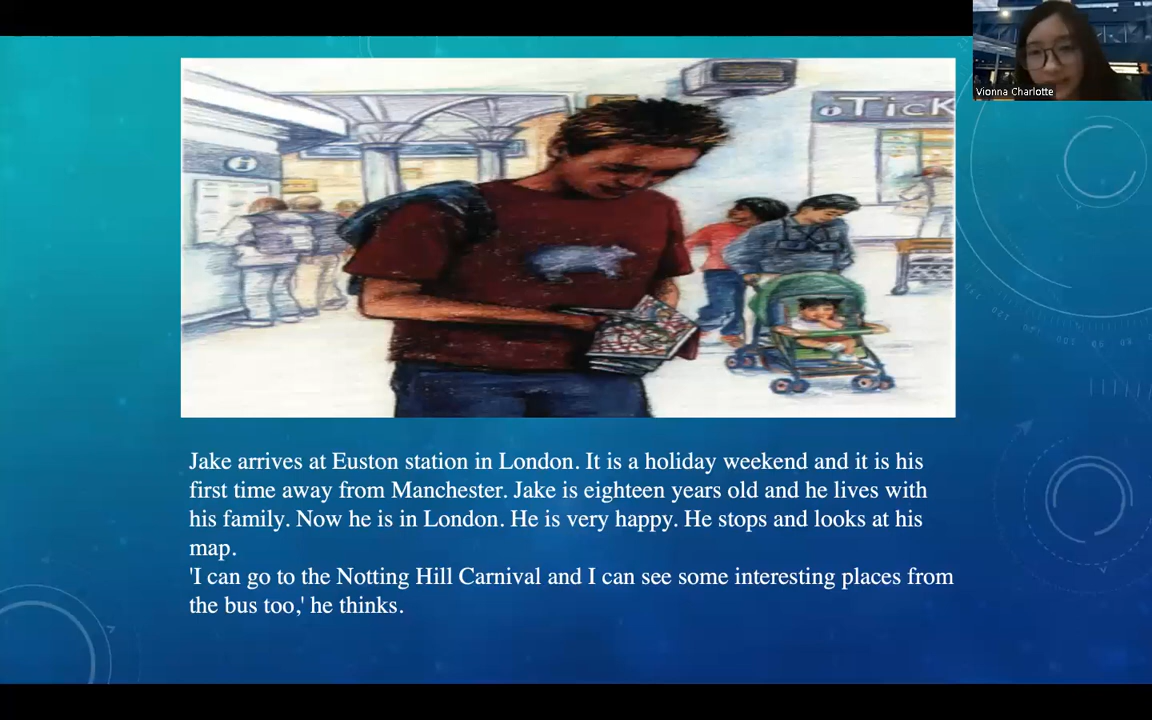 Vionna Charlotte
i
Tick
Jake arrives at Euston station in London. It is a holiday weekend and it is his
first time away from Manchester. Jake is eighteen years old and he lives with
his family. Now he is in London. He is very happy. He stops and looks at his
map.
'I can go to the Notting Hill Carnival and I can see some interesting places from
the bus too,' he thinks.